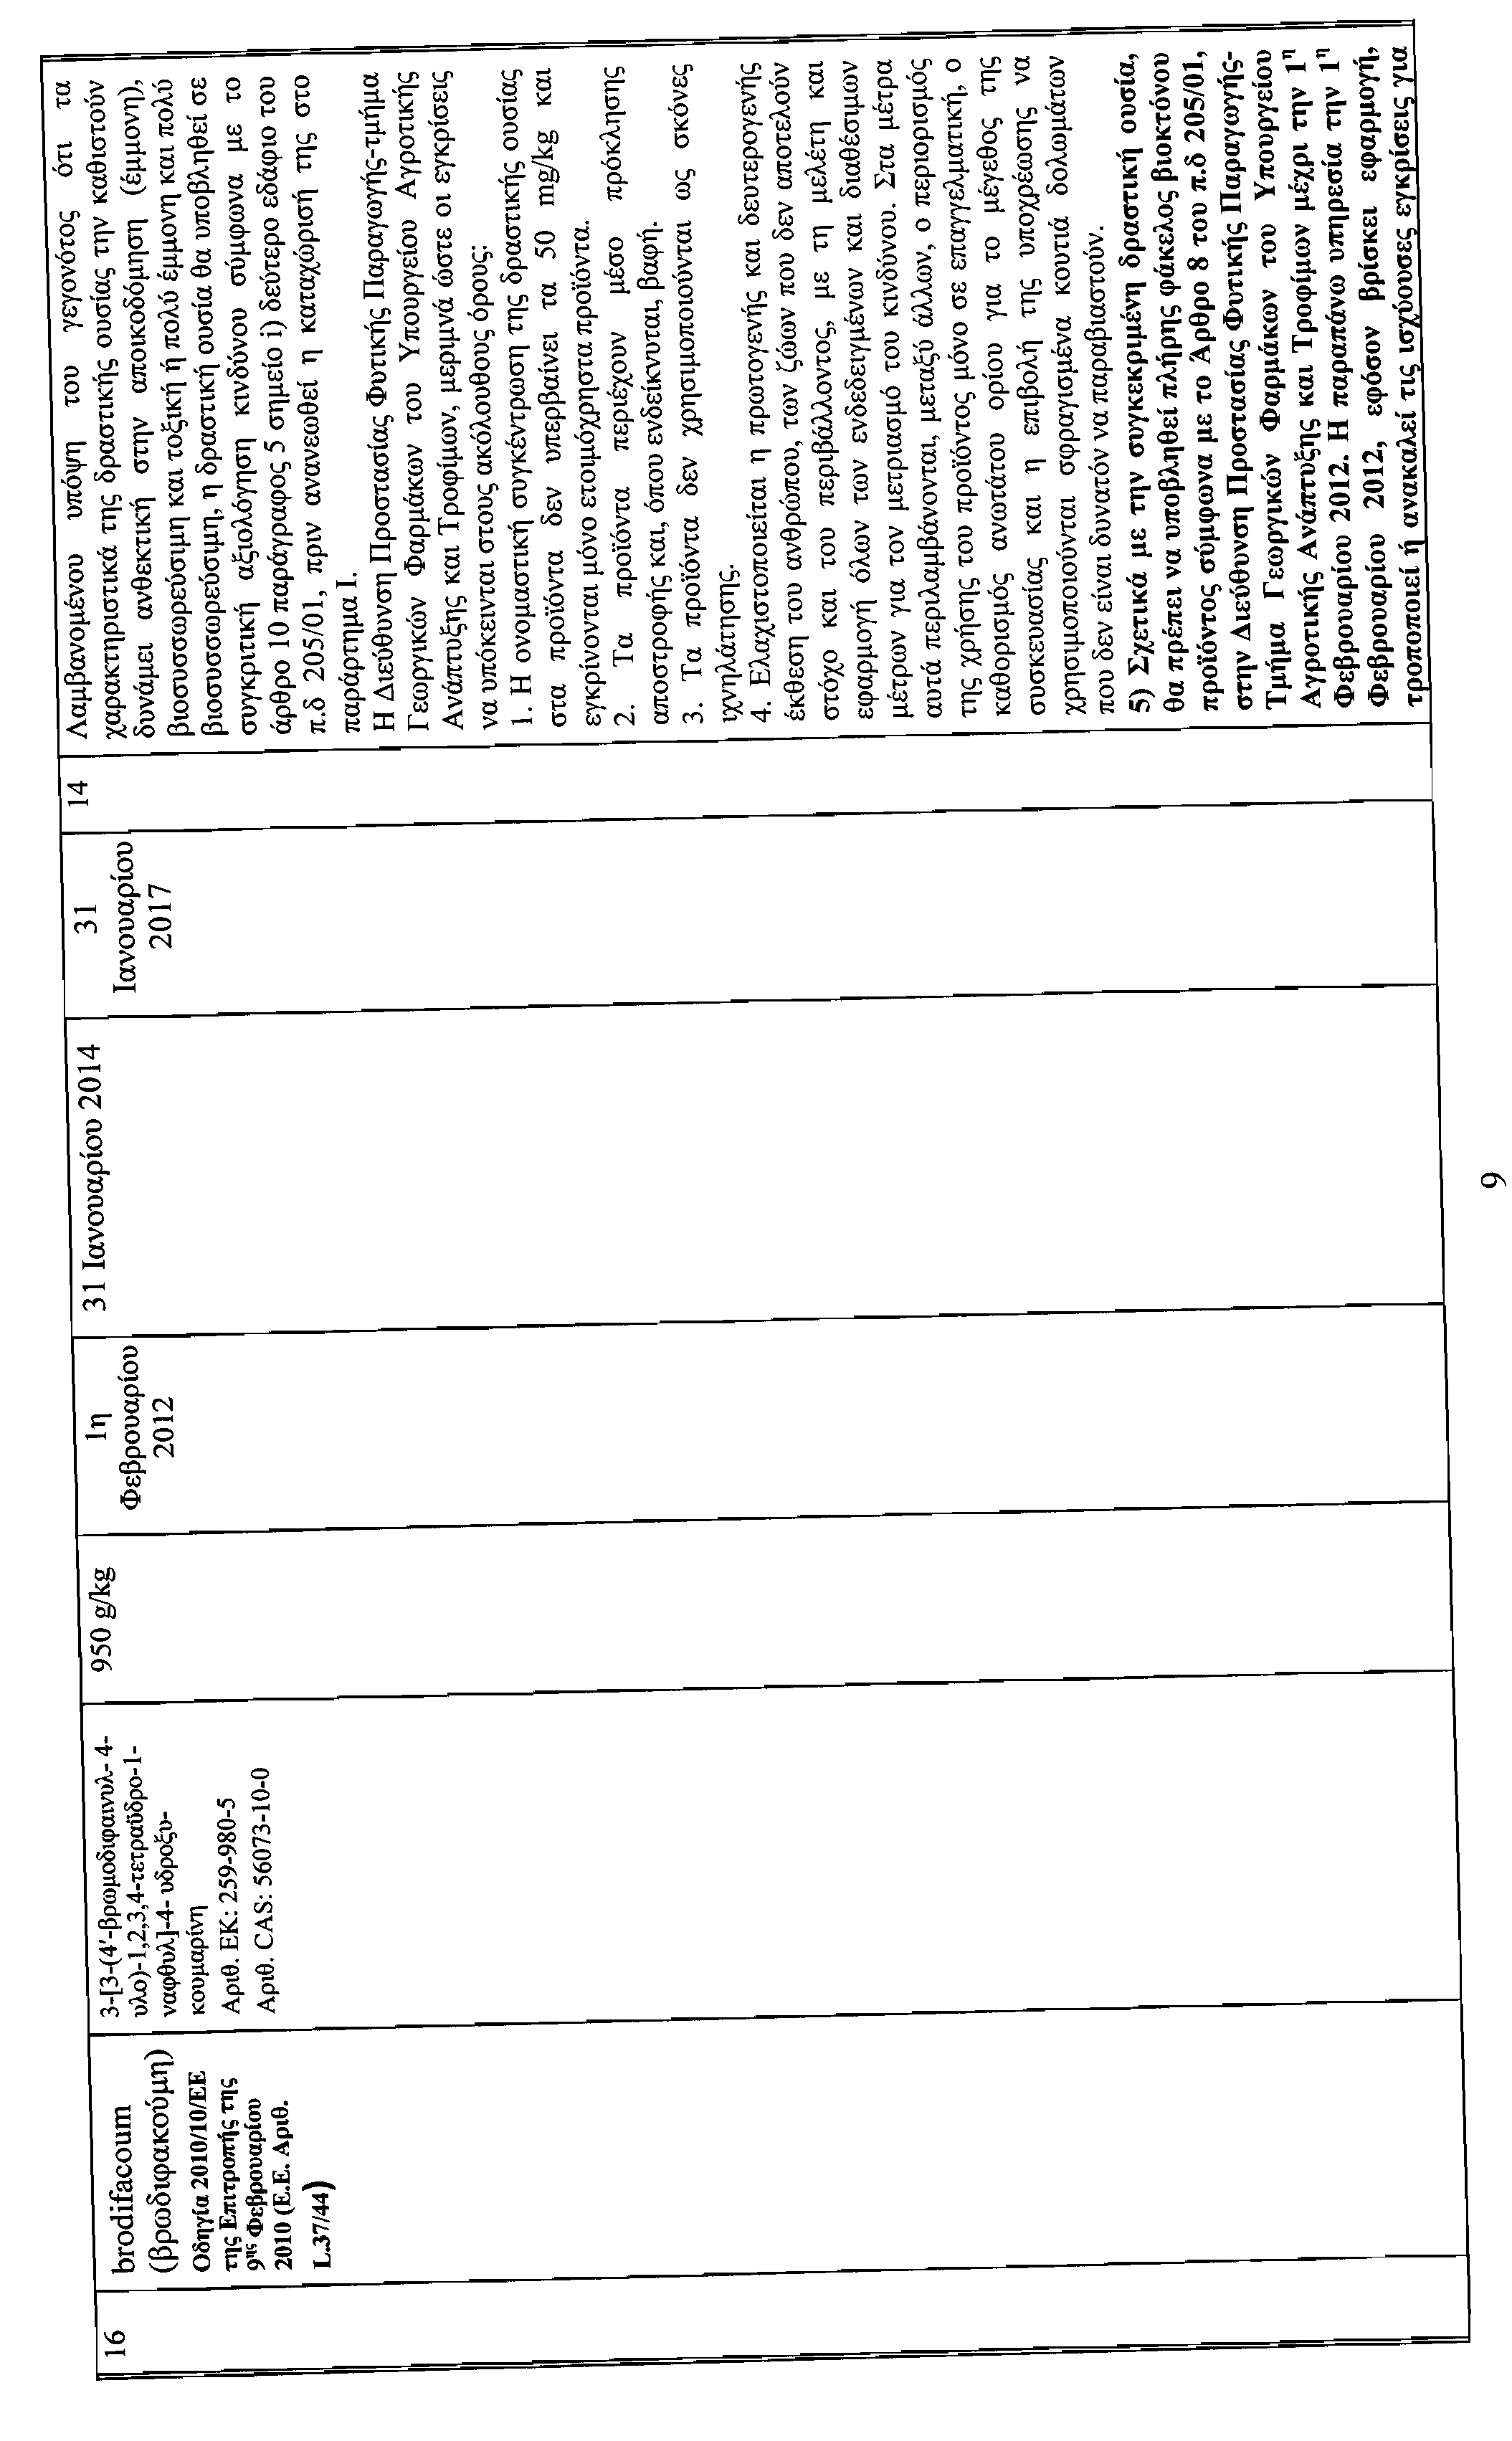 16
brodifacoum
(βρωδιφακούμη)
Οδηγία 2010/10/ΕΕ
της Επιτροπής της
9ης Φεβρουαρίου
2010 (Ε.Ε. Αριθ.
L.37/44)
3-[3-(4′-βρωμοδιφαινυλ- 4-
υλο)-1,2,3,4-τετραϋδρο-1-
ναφθυλ]-4- υδροξυ-
κουμαρίνη
Αριθ. ΕΚ: 259-980-5
Αριθ. CAS: 56073-10-0
950 g/kg
1η
Φεβρουαρίου
2012
31 Ιανουαρίου 2014
31
Ιανουαρίου
2017
14
Λαμβανομένου υπόψη του γεγονότος ότι τα
χαρακτηριστικά της δραστικής ουσίας την καθιστούν
δυνάμει ανθεκτική στην αποικοδόμηση (έμμονη),
βιοσυσσωρεύσιμη και τοξική ή πολύ έμμονη και πολύ
βιοσυσσωρεύσιμη, η δραστική ουσία θα υποβληθεί σε
συγκριτική αξιολόγηση κινδύνου σύμφωνα με το
άρθρο 10 παράγραφος 5 σημείο i) δεύτερο εδάφιο του
π.δ 205/01, πριν ανανεωθεί η καταχώρισή της στο
παράρτημα Ι.
Η Διεύθυνση Προστασίας Φυτικής Παραγωγής-τμήμα
Γεωργικών Φαρμάκων του Υπουργείου Αγροτικής
Ανάπτυξης και Τροφίμων, μεριμνά ώστε οι εγκρίσεις
να υπόκεινται στους ακόλουθους όρους:
1. Η ονομαστική συγκέντρωση της δραστικής ουσίας
στα προϊόντα δεν υπερβαίνει τα 50 mg/kg και
εγκρίνονται μόνο ετοιμόχρηστα προϊόντα.
2. Τα προϊόντα περιέχουν μέσο πρόκλησης
αποστροφής και, όπου ενδείκνυται, βαφή.
3. Τα προϊόντα δεν χρησιμοποιούνται ως σκόνες
ιχνηλάτησης.
4. Ελαχιστοποιείται η πρωτογενής και δευτερογενής
έκθεση του ανθρώπου, των ζώων που δεν αποτελούν
στόχο και του περιβάλλοντος, με τη μελέτη και
εφαρμογή όλων των ενδεδειγμένων και διαθέσιμων
μέτρων για τον μετριασμό του κινδύνου. Στα μέτρα
αυτά περιλαμβάνονται, μεταξύ άλλων, ο περιορισμός
της χρήσης του προϊόντος μόνο σε επαγγελματική, ο
καθορισμός ανωτάτου ορίου για το μέγεθος της
συσκευασίας και η επιβολή της υποχρέωσης να
χρησιμοποιούνται σφραγισμένα κουτιά δολωμάτων
που δεν είναι δυνατόν να παραβιαστούν.
5) Σχετικά με την συγκεκριμένη δραστική ουσία,
θα πρέπει να υποβληθεί πλήρης φάκελος βιοκτόνου
προϊόντος σύμφωνα με το Άρθρο 8 του π.δ 205/01,
στην Διεύθυνση Προστασίας Φυτικής Παραγωγής-
Τμήμα Γεωργικών Φαρμάκων του Υπουργείου
Αγροτικής Ανάπτυξης και Τροφίμων μέχρι την 1η
Φεβρουαρίου 2012. Η παραπάνω υπηρεσία την 1η
Φεβρουαρίου 2012, εφόσον βρίσκει εφαρμογή,
τροποποιεί ή ανακαλεί τις ισχύουσες εγκρίσεις για
9